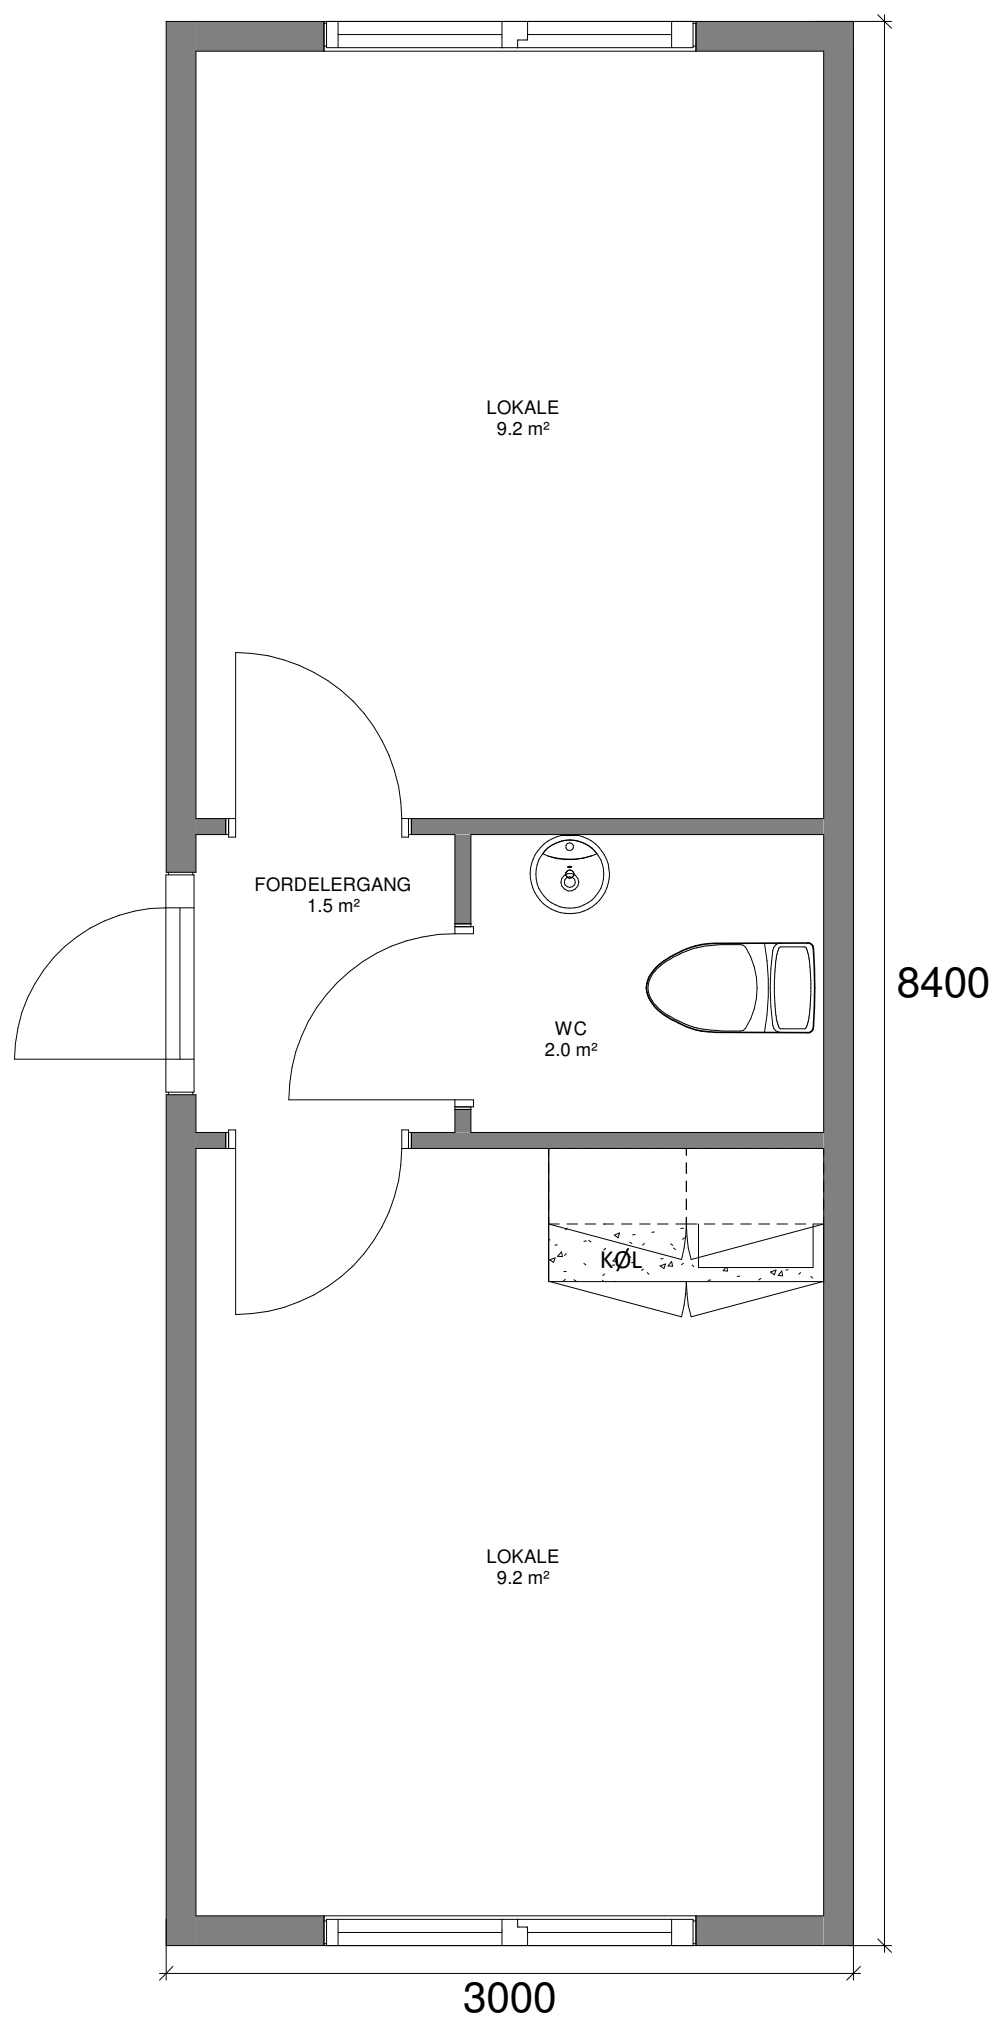 LOKALE
9.2 m²
FORDELERGANG
1.5 m²
8400
WC
2.0 m²
KØL
LOKALE
9.2 m²
3000